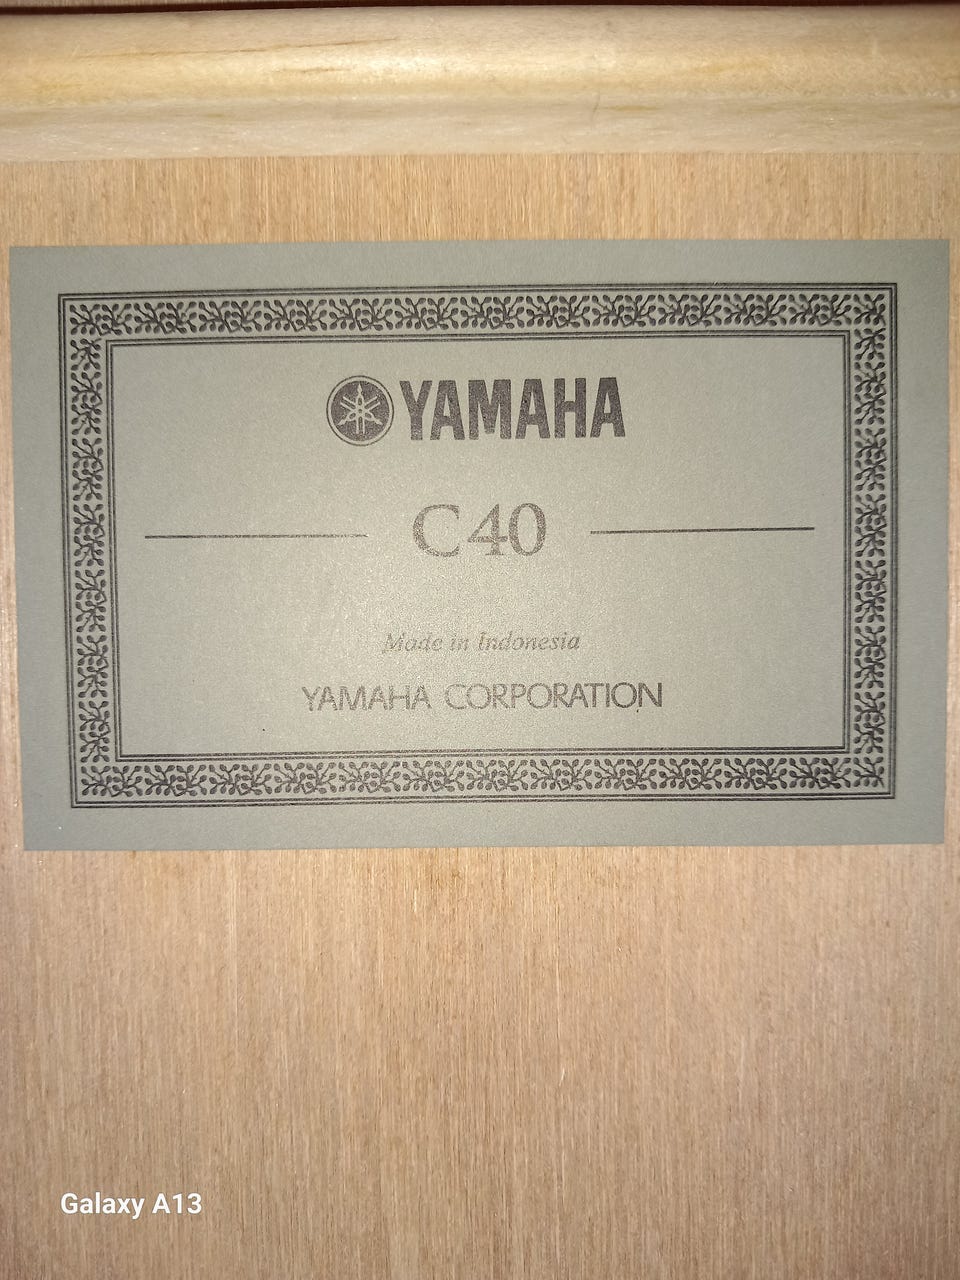 YAMAHA
C40
Made in Indonesia
YAMAHA CORPORATION
Galaxy A13